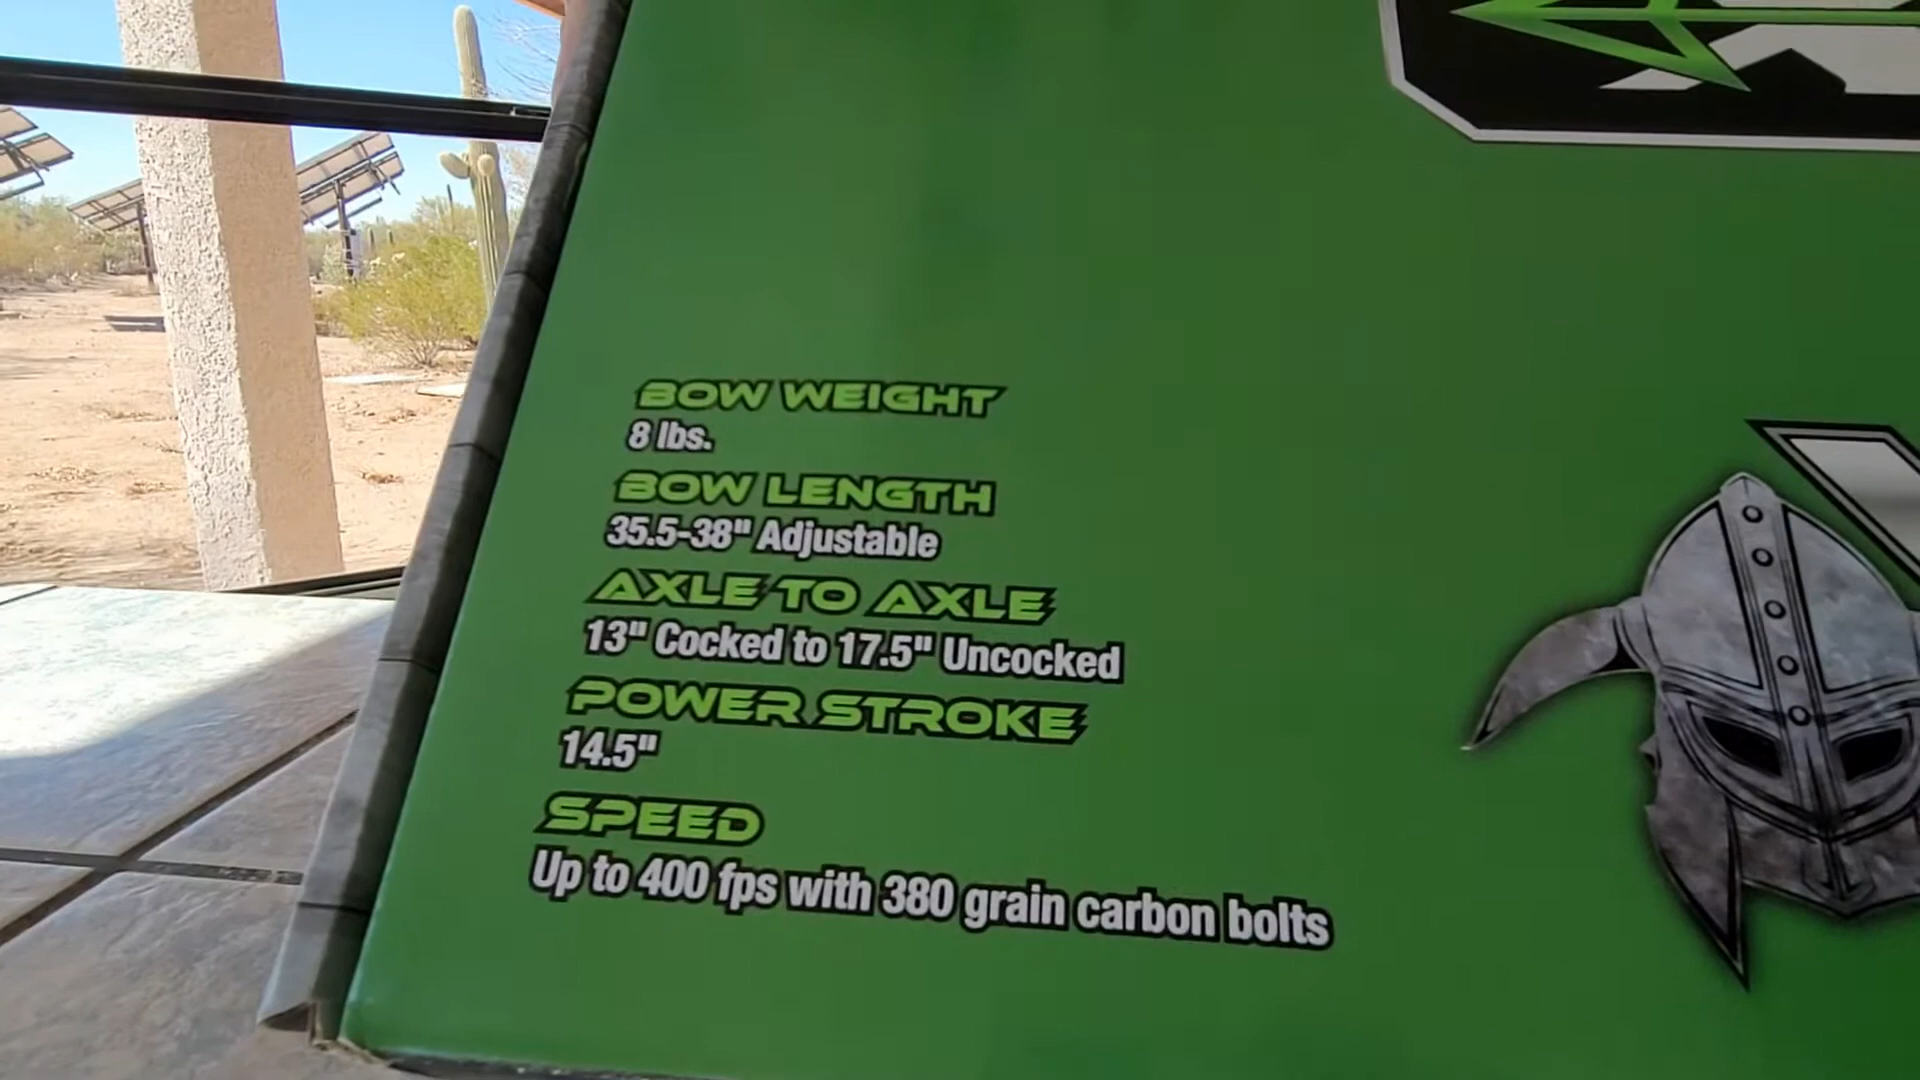 BOW WEIGHT
8 lbs.
BOW LENGTH
35.5-38" Adjustable
AXLE TO AXLE
13" Cocked to 17.5" Uncocked
POWER STROKE
14.5"
SPEED
Up to 400 fps with 380 grain carbon bolts